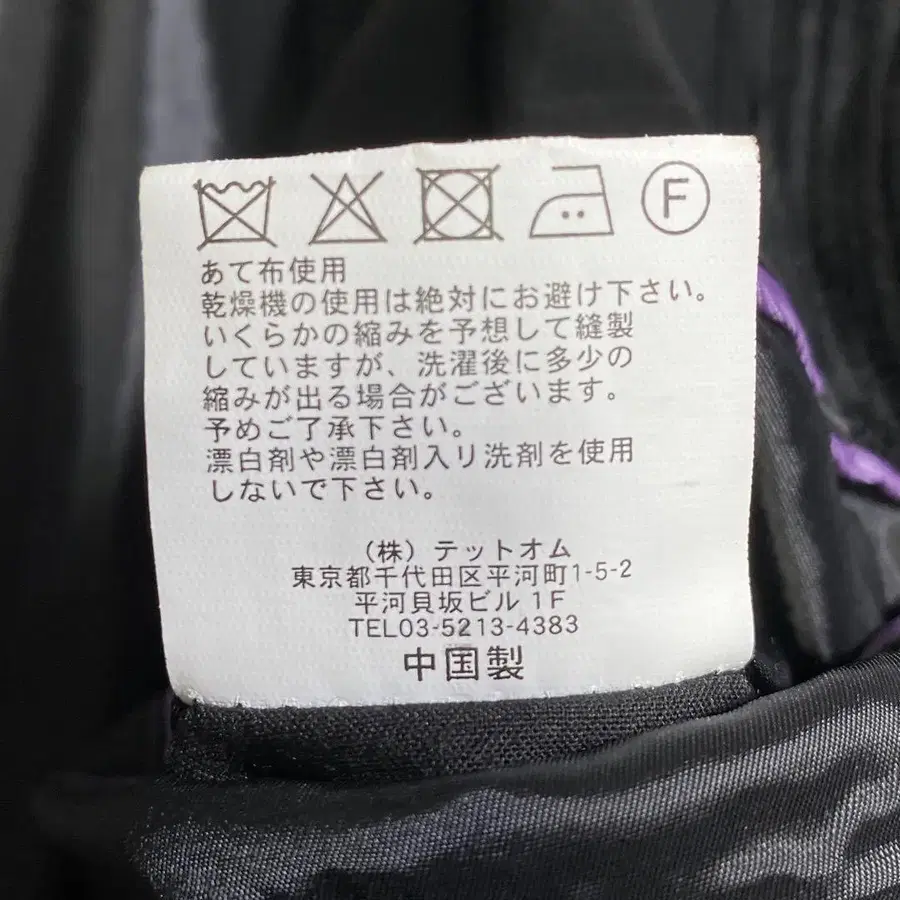 F
あて布使用
乾燥機の使用は絶対にお避け下さい。
いくらかの縮みを予想して縫製
していますが、洗濯後に多少の
縮みが出る場合がございます。
予めご了承下さい。
漂白剤や漂白剤入り洗剤を使用
しないで下さい。
(株) テットオム
東京都千代田区平河町1-5-2
平河貝坂ビル 1F
TEL03-5213-4383
中国製